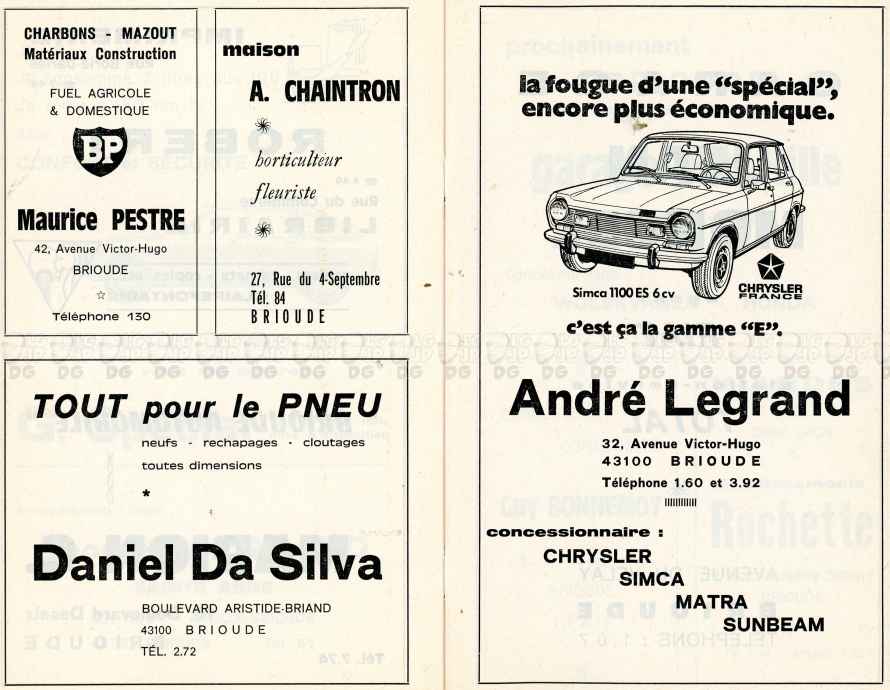 CHARBONS - MAZOUT
Matériaux Construction
FUEL AGRICOLE
& DOMESTIQUE
BP
Maurice PESTRE
42, Avenue Victor-Hugo
BRIOUDE
☆
Téléphone 130
maison
A. CHAINTRON
horticulteur
fleuriste
27, Rue du 4-Septembre
Tél. 84
BRIOUDE
TOUT pour le PNEU
neufs - rechapages - cloutages
toutes dimensions
*
Daniel Da Silva
BOULEVARD ARISTIDE-BRIAND
43100 BRIOUDE
TÉL. 2.72
la fougue d'une "spécial",
encore plus économique.
Simca 1100 ES 6 cv
CHRYSLER
FRANCE
c'est ça la gamme "E".
André Legrand
32, Avenue Victor-Hugo
43100 BRIOUDE
Téléphone 1.60 et 3.92
concessionnaire :
CHRYSLER
SIMCA
MATRA
SUNBEAM